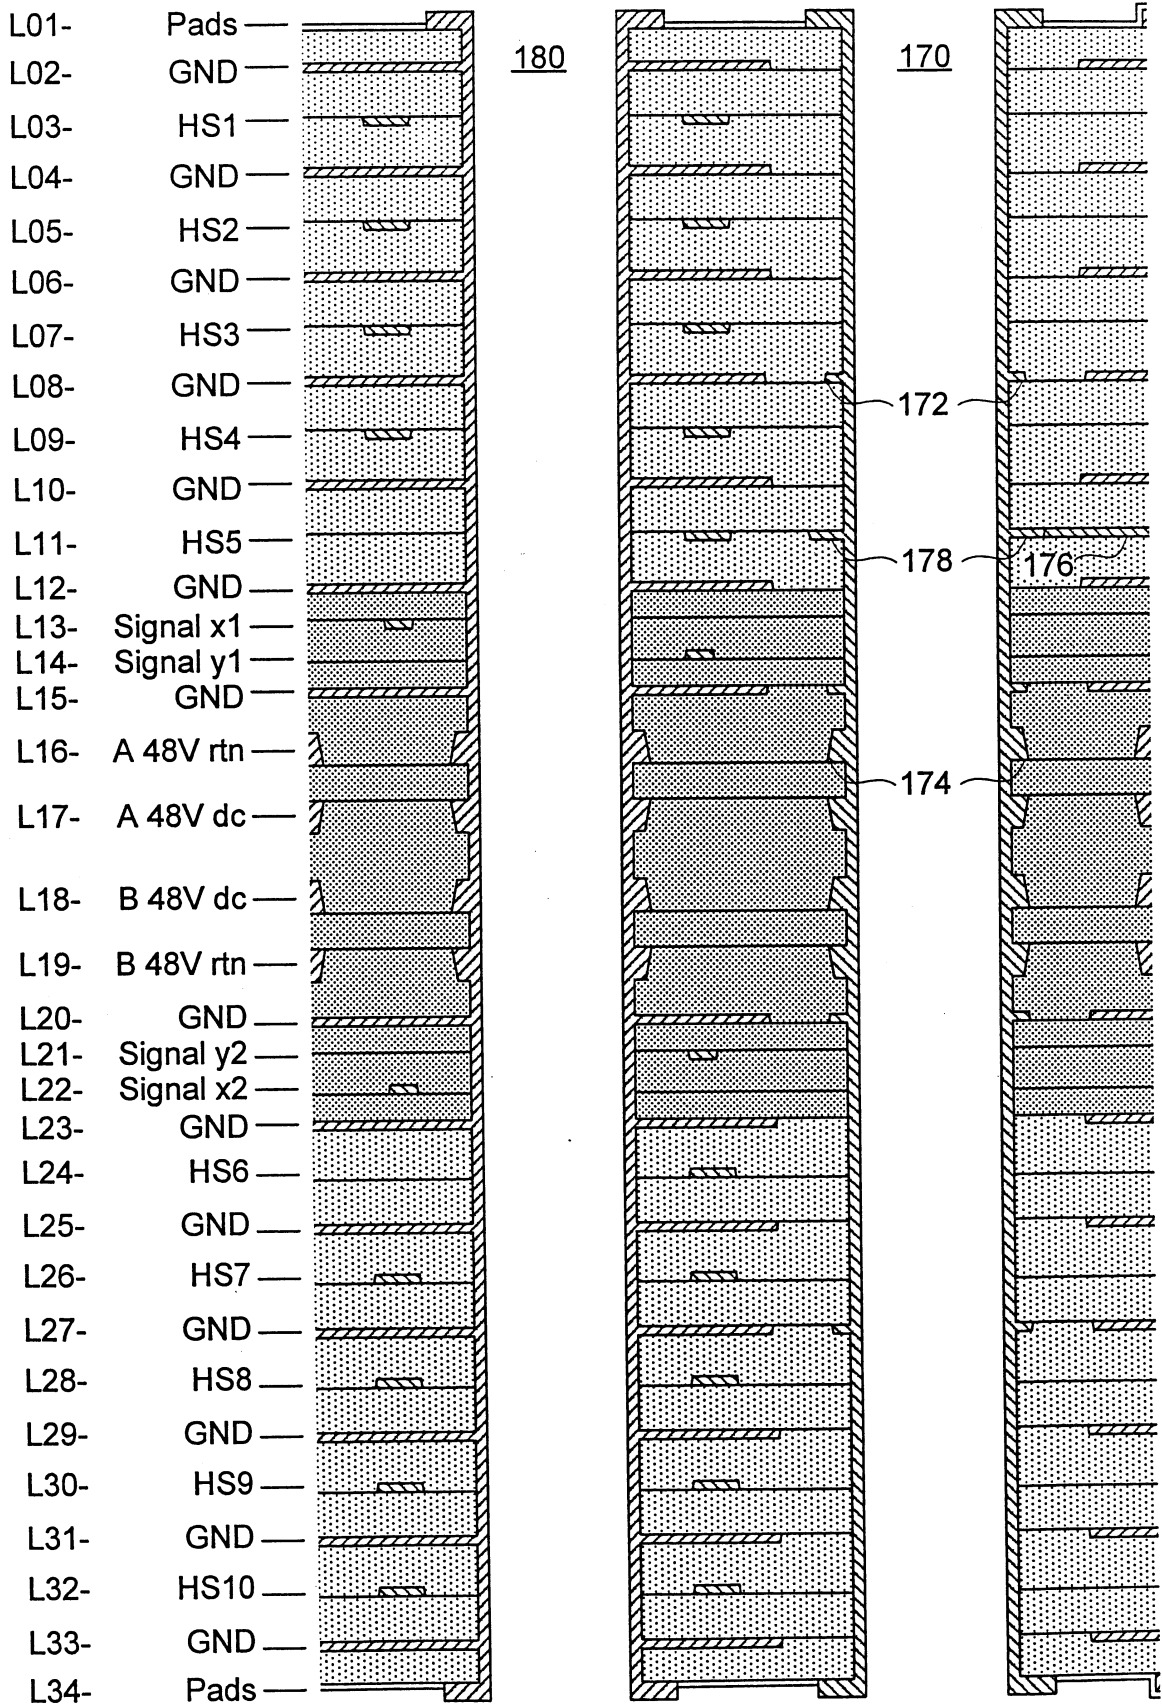 L01- Pads
180
170
L02- GND
L03- HS1
L04- GND
L05- HS2
L06- GND
L07- HS3
L08- GND
172
L09- HS4
L10- GND
L11- HS5
178
176
L12- GND
L13- Signal x1
L14- Signal y1
L15- GND
L16- A 48V rtn
174
L17- A 48V dc
L18- B 48V dc
L19- B 48V rtn
L20- GND
L21- Signal y2
L22- Signal x2
L23- GND
L24- HS6
L25- GND
L26- HS7
L27- GND
L28- HS8
L29- GND
L30- HS9
L31- GND
L32- HS10
L33- GND
L34- Pads